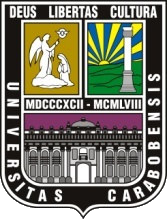 DEUS LIBERTAS CULTURA
MDCCCXCII - MCMLVIII
UNIVERSITAS
CARABOBENSIS